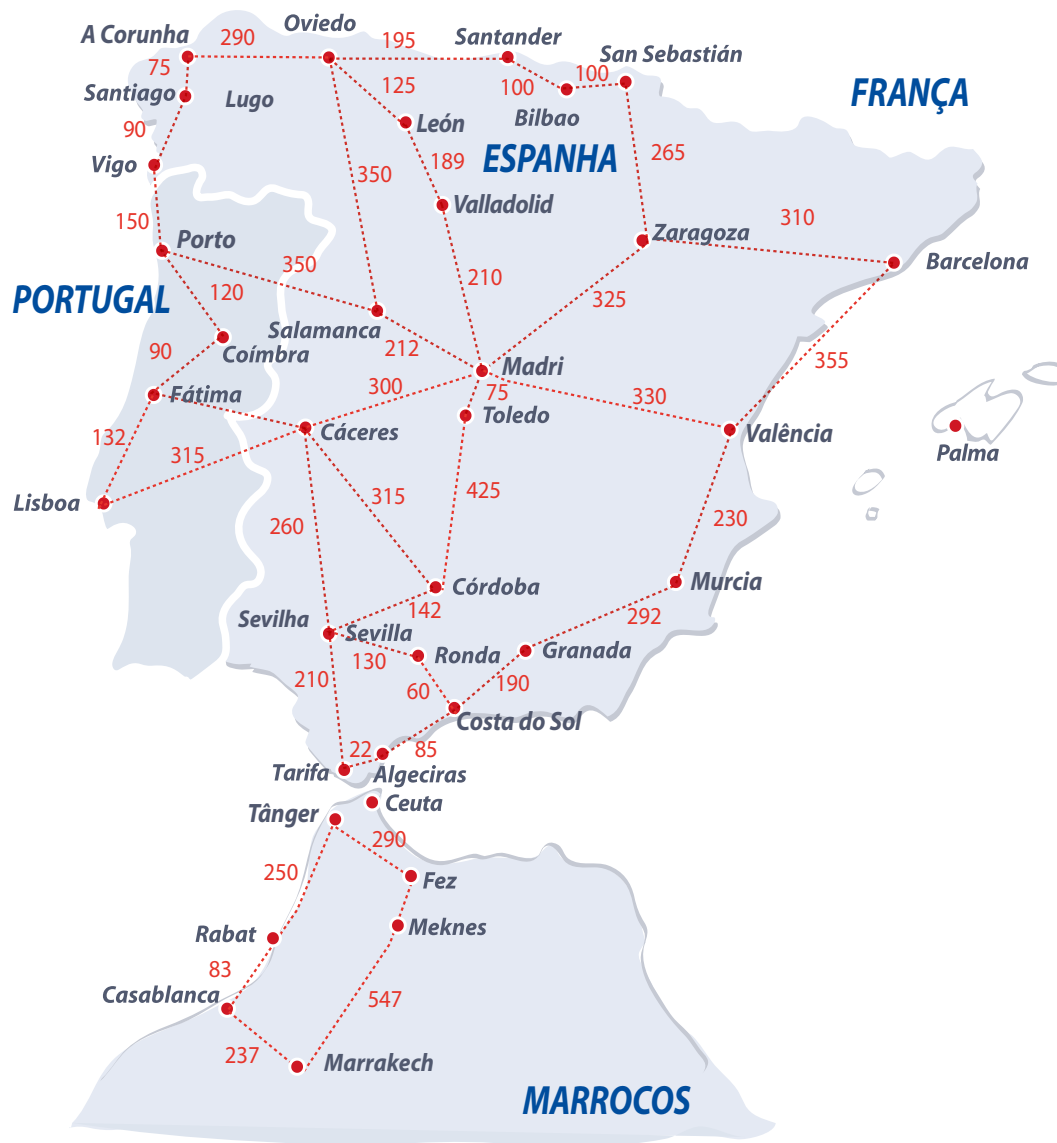 Oviedo
A Corunha
290
195
Santander
San Sebastián
75
125
100
100
Santiago
Lugo
FRANÇA
León
Bilbao
90
ESPANHA
265
Vigo
189
350
Valladolid
150
Porto
Zaragoza
310
350
Barcelona
PORTUGAL
120
210
325
Salamanca
Coímbra
212
90
Madri
355
300
75
330
Fátima
Toledo
Cáceres
Valência
132
315
Palma
315
425
Lisboa
260
230
Córdoba
Murcia
142
292
Sevilha
Sevilla
130
Ronda
Granada
210
60
190
Costa do Sol
22
85
Tarifa
Algeciras
Ceuta
Tânger
290
250
Fez
Meknes
Rabat
83
Casablanca
547
237
Marrakech
MARROCOS